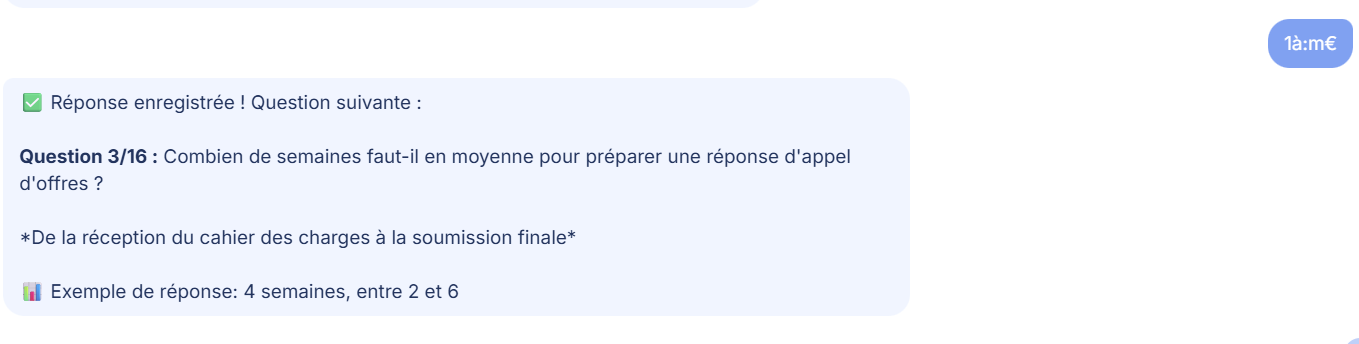 1à:m€
✅ Réponse enregistrée ! Question suivante :
Question 3/16 : Combien de semaines faut-il en moyenne pour préparer une réponse d'appel
d'offres ?
*De la réception du cahier des charges à la soumission finale*
📊 Exemple de réponse: 4 semaines, entre 2 et 6